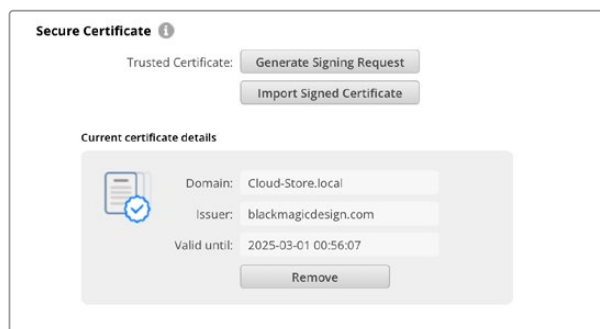 Secure Certificate i
Trusted Certificate: Generate Signing Request
Import Signed Certificate
Current certificate details
Domain: Cloud-Store.local
Issuer: blackmagicdesign.com
Valid until: 2025-03-01 00:56:07
Remove